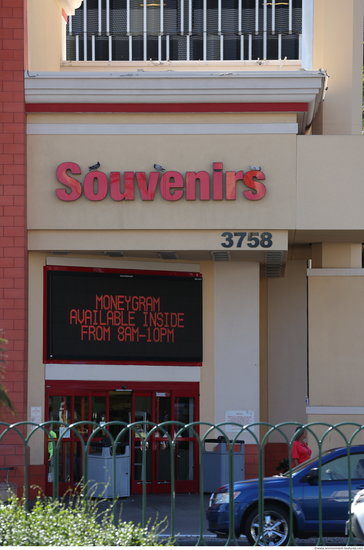 Souvenirs
3758
MONEYGRAM
AVAILABLE INSIDE
FROM 8AM-10PM